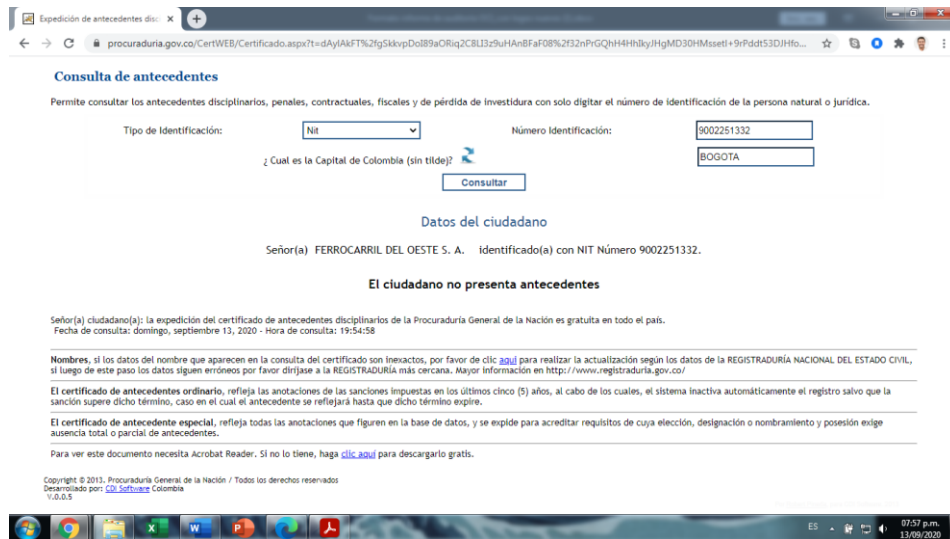 Expedición de antecedentes disci
procuraduria.gov.co/CertWEB/Certificado.aspx?t=dAylAkFT%2fgSkkvpDoI89aORiq2C8LI3z9uHAnBFaF08%2f32nPrGQhH4HhIkyJHgMD30HMssetI+9rPddt53DJHfo...
Consulta de antecedentes
Permite consultar los antecedentes disciplinarios, penales, contractuales, fiscales y de pérdida de investidura con solo digitar el número de identificación de la persona natural o jurídica.
Tipo de Identificación: Nit Número Identificación: 9002251332
¿ Cual es la Capital de Colombia (sin tilde)? BOGOTA
Consultar
Datos del ciudadano
Señor(a) FERROCARRIL DEL OESTE S. A. identificado(a) con NIT Número 9002251332.
El ciudadano no presenta antecedentes
Señor(a) ciudadano(a): la expedición del certificado de antecedentes disciplinarios de la Procuraduría General de la Nación es gratuita en todo el país.
Fecha de consulta: domingo, septiembre 13, 2020 - Hora de consulta: 19:54:58
Nombres, si los datos del nombre que aparecen en la consulta del certificado son inexactos, por favor de clic aquí para realizar la actualización según los datos de la REGISTRADURÍA NACIONAL DEL ESTADO CIVIL,
si luego de este paso los datos siguen erróneos por favor diríjase a la REGISTRADURÍA más cercana. Mayor información en http://www.registraduria.gov.co/
El certificado de antecedentes ordinario, refleja las anotaciones de las sanciones impuestas en los últimos cinco (5) años, al cabo de los cuales, el sistema inactiva automáticamente el registro salvo que la
sanción supere dicho término, caso en el cual el antecedente se reflejará hasta que dicho término expire.
El certificado de antecedente especial, refleja todas las anotaciones que figuren en la base de datos, y se expide para acreditar requisitos de cuya elección, designación o nombramiento y posesión exige
ausencia total o parcial de antecedentes.
Para ver este documento necesita Acrobat Reader. Si no lo tiene, haga clic aquí para descargarlo gratis.
Copyright © 2013. Procuraduría General de la Nación / Todos los derechos reservados
Desarrollado por: CDI Software Colombia
V.0.0.5
ES 07:57 p.m.
13/09/2020